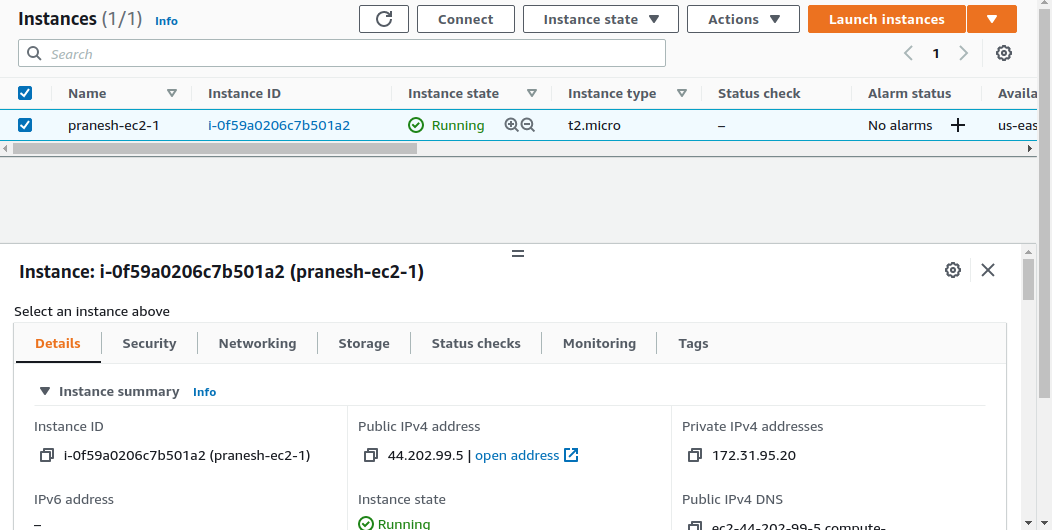 Instances (1/1) Info Connect Instance state Actions Launch instances
Search 1
Name Instance ID Instance state Instance type Status check Alarm status Availa
pranesh-ec2-1 i-0f59a0206c7b501a2 Running t2.micro – No alarms + us-eas
Instance: i-0f59a0206c7b501a2 (pranesh-ec2-1)
Select an instance above
Details Security Networking Storage Status checks Monitoring Tags
Instance summary Info
Instance ID Public IPv4 address Private IPv4 addresses
i-0f59a0206c7b501a2 (pranesh-ec2-1) 44.202.99.5 | open address 172.31.95.20
IPv6 address Instance state Public IPv4 DNS
– Running ec2-44-202-99-5.compute-